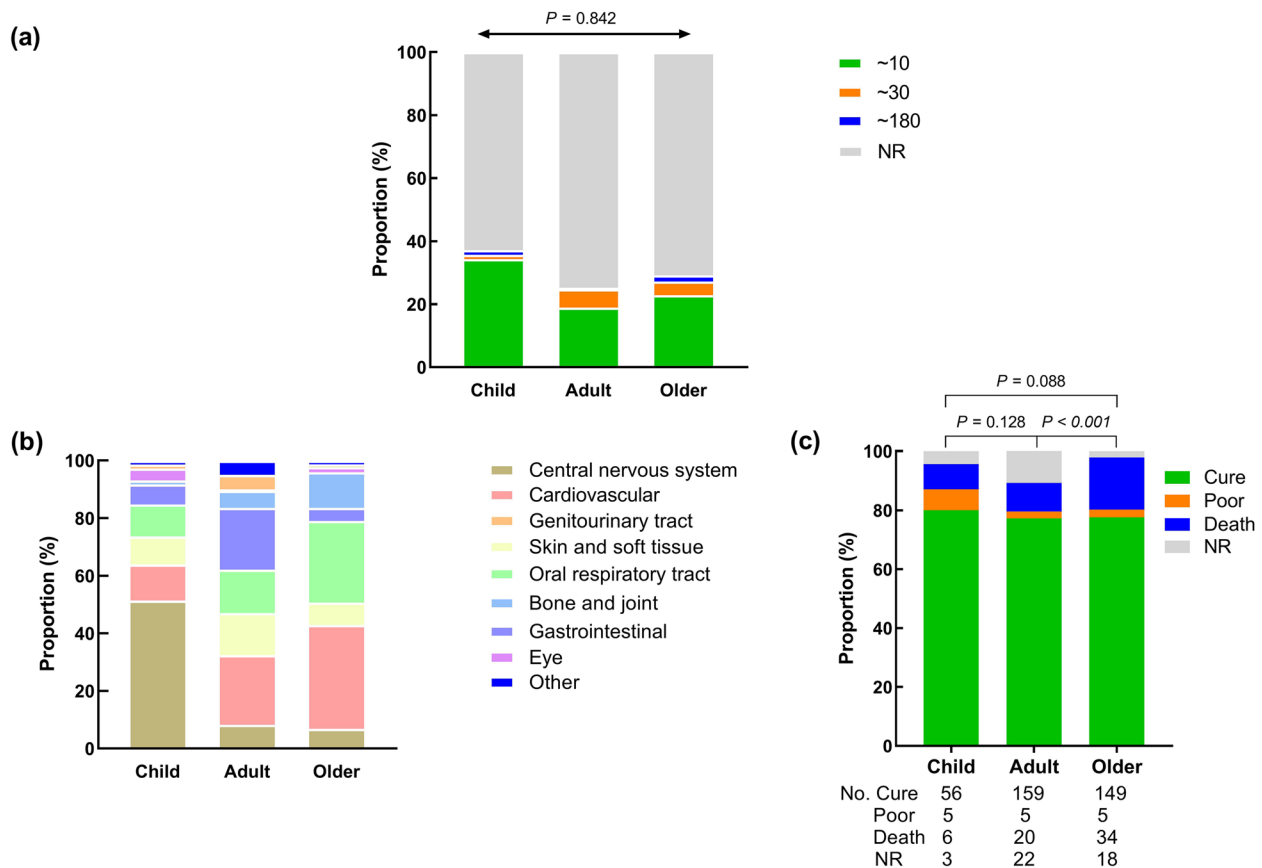 (a)
P = 0.842
Proportion (%)
100
80
60
40
20
0
Child Adult Older
~10
~30
~180
NR
(b)
Proportion (%)
100
80
60
40
20
0
Child Adult Older
Central nervous system
Cardiovascular
Genitourinary tract
Skin and soft tissue
Oral respiratory tract
Bone and joint
Gastrointestinal
Eye
Other
(c)
P = 0.088
P = 0.128 P < 0.001
Proportion (%)
100
80
60
40
20
0
Child Adult Older
No. Cure 56 159 149
Poor 5 5 5
Death 6 20 34
NR 3 22 18
Cure
Poor
Death
NR